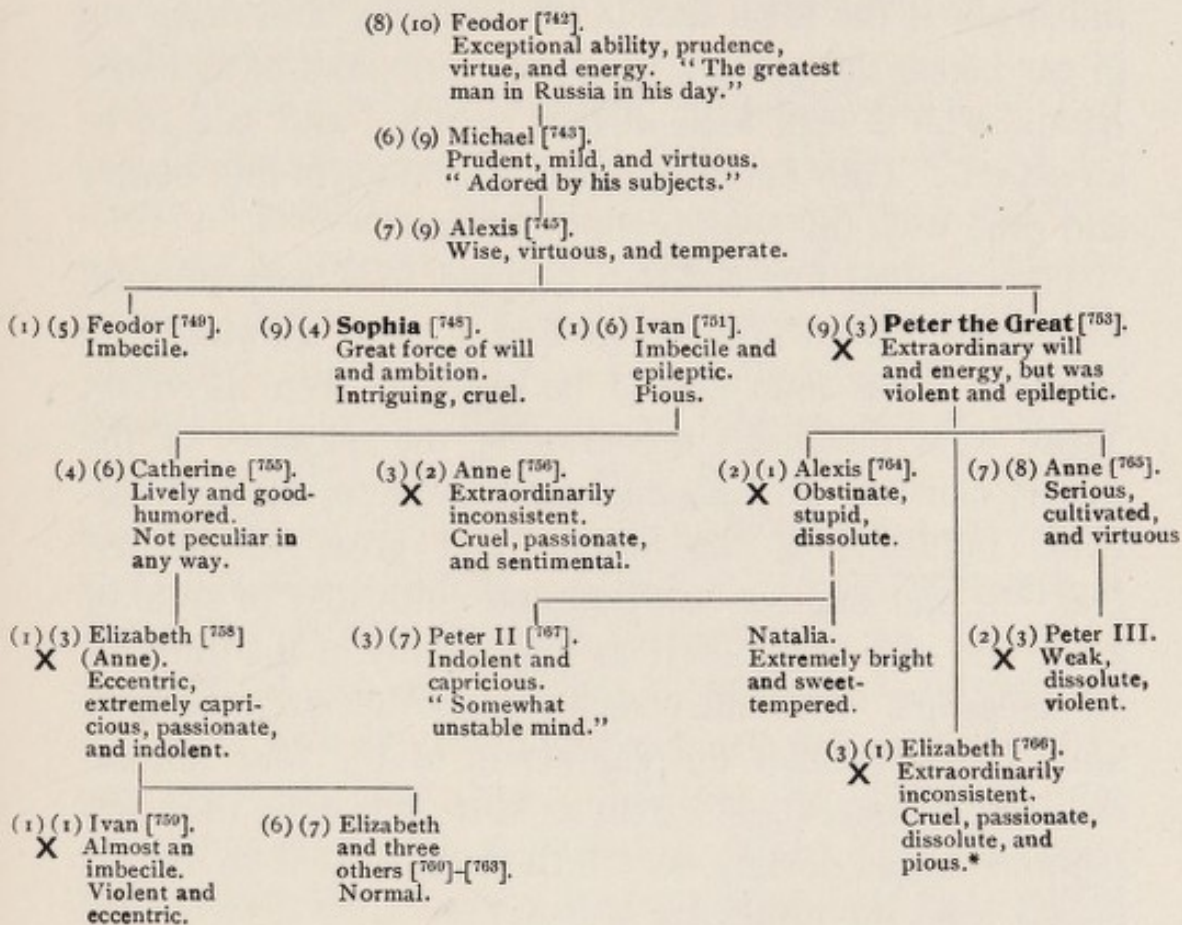 (8) (10) Feodor [742].
Exceptional ability, prudence,
virtue, and energy. "The greatest
man in Russia in his day."
(6) (9) Michael [743].
Prudent, mild, and virtuous.
"Adored by his subjects."
(7) (9) Alexis [745].
Wise, virtuous, and temperate.
(1) (5) Feodor [749].
Imbecile.
(9) (4) Sophia [748].
Great force of will
and ambition.
Intriguing, cruel.
(1) (6) Ivan [751].
Imbecile and
epileptic.
Pious.
(9) (3) Peter the Great [753].
X Extraordinary will
and energy, but was
violent and epileptic.
(4) (6) Catherine [755].
Lively and good-
humored.
Not peculiar in
any way.
(3) (2) Anne [756].
X Extraordinarily
inconsistent.
Cruel, passionate,
and sentimental.
(2) (1) Alexis [764].
X Obstinate,
stupid,
dissolute.
(7) (8) Anne [765].
Serious,
cultivated,
and virtuous
(1) (3) Elizabeth [758]
X (Anne).
Eccentric,
extremely capri-
cious, passionate,
and indolent.
(3) (7) Peter II [767].
Indolent and
capricious.
"Somewhat
unstable mind."
Natalia.
Extremely bright
and sweet-
tempered.
(2) (3) Peter III.
X Weak,
dissolute,
violent.
(3) (1) Elizabeth [766].
X Extraordinarily
inconsistent.
Cruel, passionate,
dissolute, and
pious.*
(1) (1) Ivan [759].
X Almost an
imbecile.
Violent and
eccentric.
(6) (7) Elizabeth
and three
others [760]–[763].
Normal.